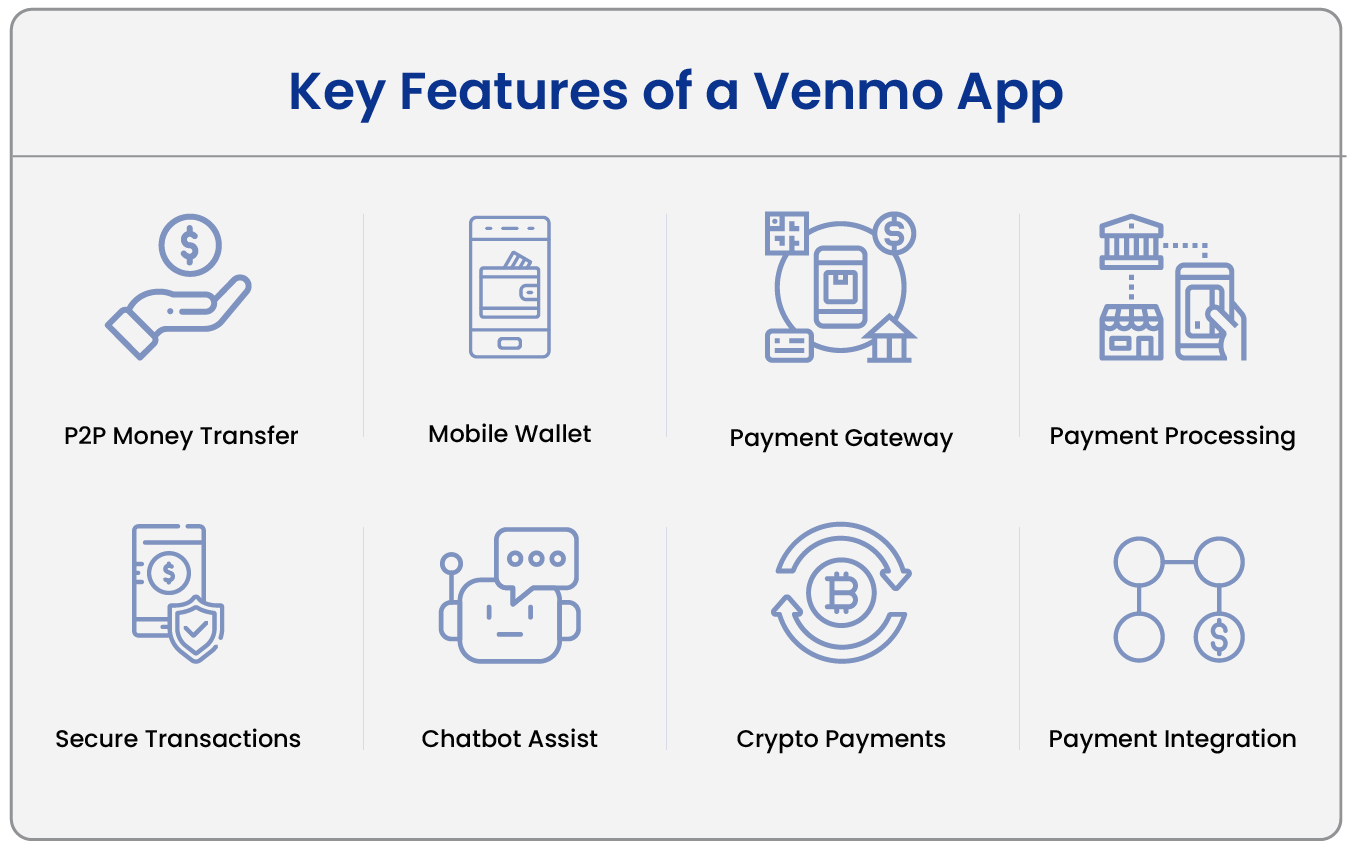 Key Features of a Venmo App
P2P Money Transfer
Mobile Wallet
Payment Gateway
Payment Processing
Secure Transactions
Chatbot Assist
Crypto Payments
Payment Integration